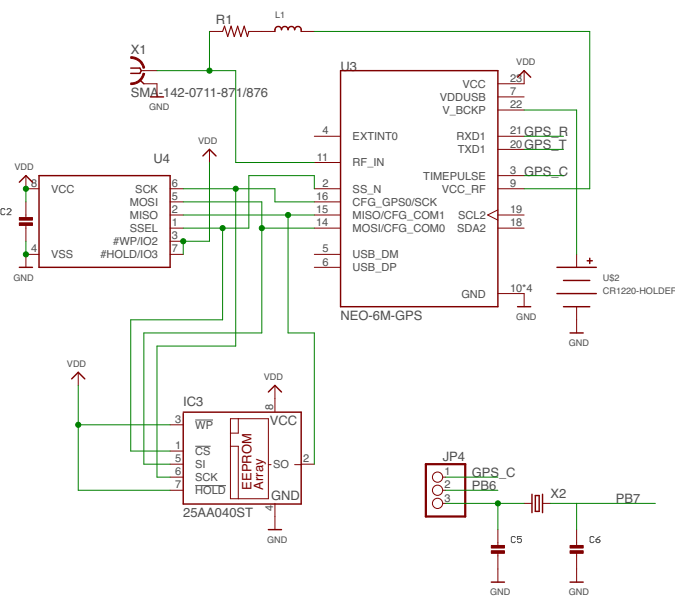 R1
L1
X1
SMA-142-0711-871/876
GND
U3
VCC 23
VDD
VDDUSB 7
V_BCKP 22
4 EXTINT0
RXD1 21 GPS_R
TXD1 20 GPS_T
11 RF_IN
TIMEPULSE 3 GPS_C
2 SS_N
VCC_RF 9
16 CFG_GPS0/SCK
15 MISO/CFG_COM1
SCL2 19
14 MOSI/CFG_COM0
SDA2 18
5 USB_DM
6 USB_DP
GND 10*4
GND
NEO-6M-GPS
VDD
U4
VDD
8 VCC
SCK 6
MOSI 5
C2
MISO 2
SSEL 1
#WP/IO2 3
4 VSS
#HOLD/IO3 7
GND
+
U$2
CR1220-HOLDER
GND
VDD
VDD
IC3
8
VCC
3 WP
1 CS
5 SI
6 SCK
7 HOLD
EEPROM
Array
SO 2
GND
4
25AA040ST
GND
JP4
1 GPS_C
2 PB6
3
X2
PB7
C5
C6
GND
GND